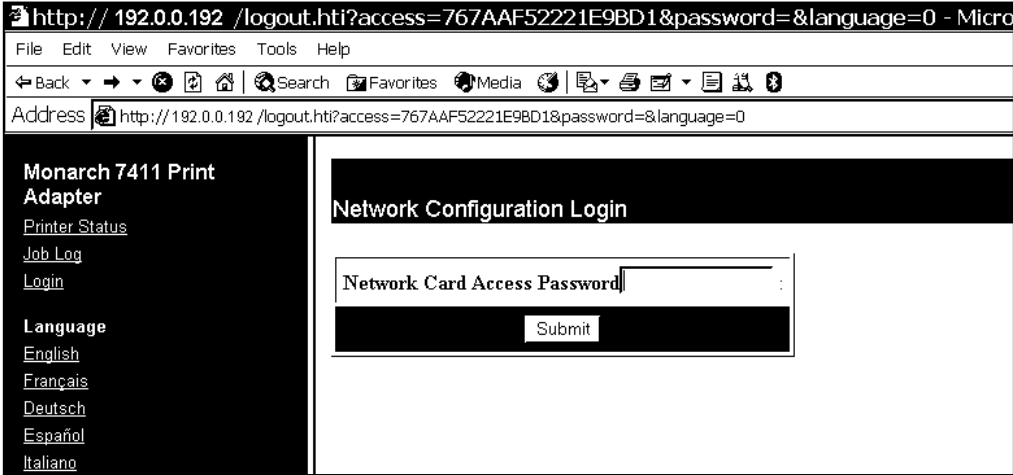 http:// 192.0.0.192 /logout.hti?access=767AAF52221E9BD1&password=&language=0 - Micro
File Edit View Favorites Tools Help
Back Search Favorites Media
Address http:// 192.0.0.192 /logout.hti?access=767AAF52221E9BD1&password=&language=0
Monarch 7411 Print
Adapter
Printer Status
Job Log
Login
Language
English
Français
Deutsch
Español
Italiano
Network Configuration Login
Network Card Access Password :
Submit